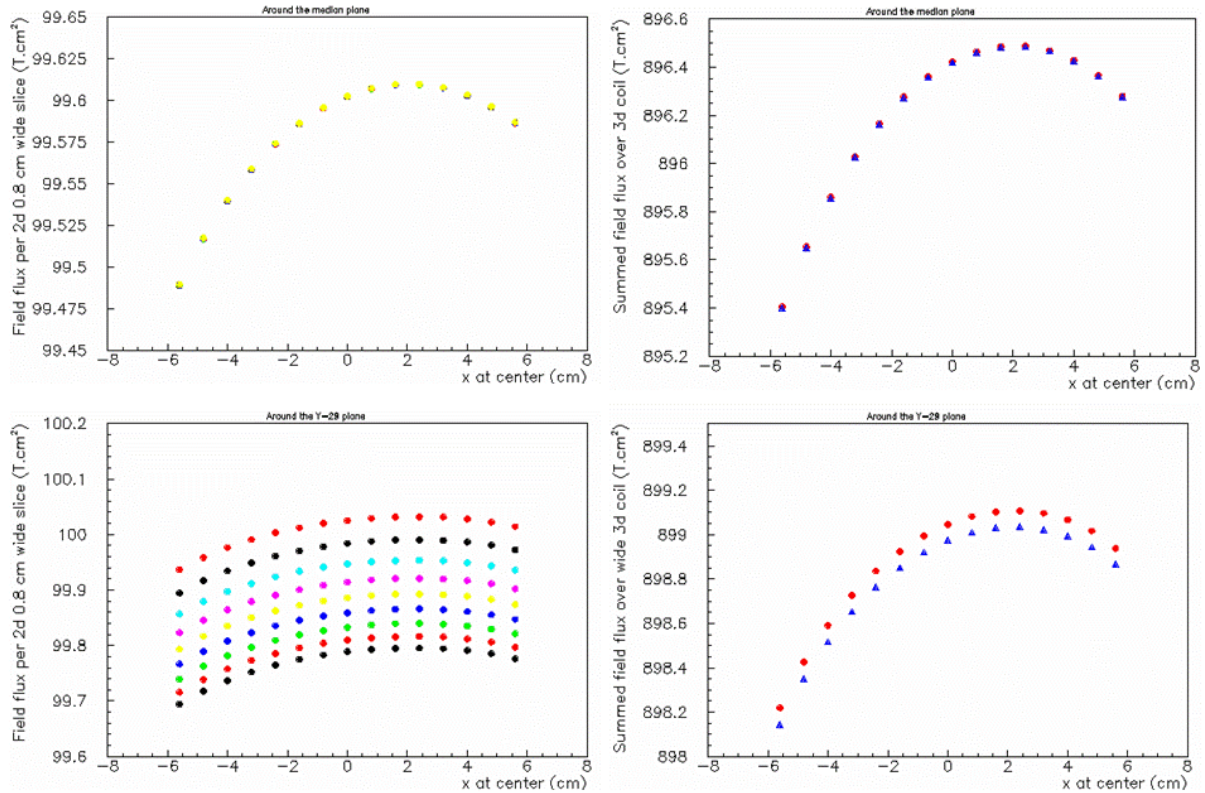 Around the median plane
Field flux per 2d 0.8 cm wide slice (T.cm²)
99.65
99.625
99.6
99.575
99.55
99.525
99.5
99.475
99.45
−8 −6 −4 −2 0 2 4 6 8
x at center (cm)
Around the median plane
Summed field flux over 3d coil (T.cm²)
896.6
896.4
896.2
896
895.8
895.6
895.4
895.2
−8 −6 −4 −2 0 2 4 6 8
x at center (cm)
Around the Y−29 plane
Field flux per 2d 0.8 cm wide slice (T.cm²)
100.2
100.1
100
99.9
99.8
99.7
99.6
−8 −6 −4 −2 0 2 4 6 8
x at center (cm)
Around the Y−29 plane
Summed field flux over wide 3d coil (T.cm²)
899.4
899.2
899
898.8
898.6
898.4
898.2
898
−8 −6 −4 −2 0 2 4 6 8
x at center (cm)